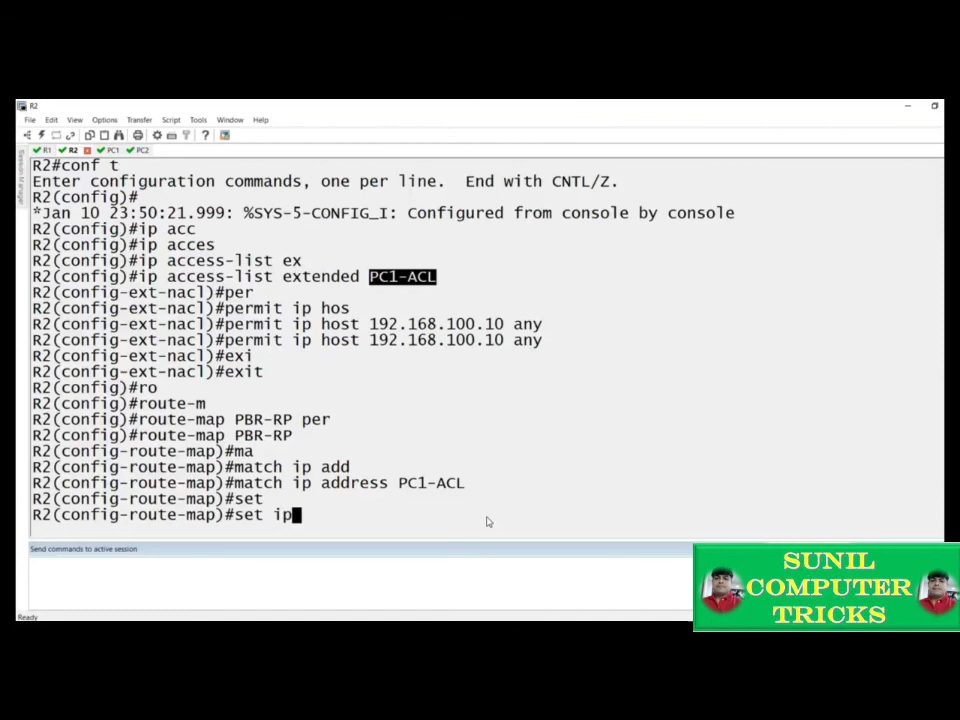 R2
File Edit View Options Transfer Script Tools Window Help
R1 R2 PC1 PC2
Session Manager
R2#conf t
Enter configuration commands, one per line. End with CNTL/Z.
R2(config)#
*Jan 10 23:50:21.999: %SYS-5-CONFIG_I: Configured from console by console
R2(config)#ip acc
R2(config)#ip acces
R2(config)#ip access-list ex
R2(config)#ip access-list extended PC1-ACL
R2(config-ext-nacl)#per
R2(config-ext-nacl)#permit ip hos
R2(config-ext-nacl)#permit ip host 192.168.100.10 any
R2(config-ext-nacl)#permit ip host 192.168.100.10 any
R2(config-ext-nacl)#exi
R2(config-ext-nacl)#exit
R2(config)#ro
R2(config)#route-m
R2(config)#route-map PBR-RP per
R2(config)#route-map PBR-RP
R2(config-route-map)#ma
R2(config-route-map)#match ip add
R2(config-route-map)#match ip address PC1-ACL
R2(config-route-map)#set
R2(config-route-map)#set ip
Send commands to active session
Ready
SUNIL
COMPUTER
TRICKS